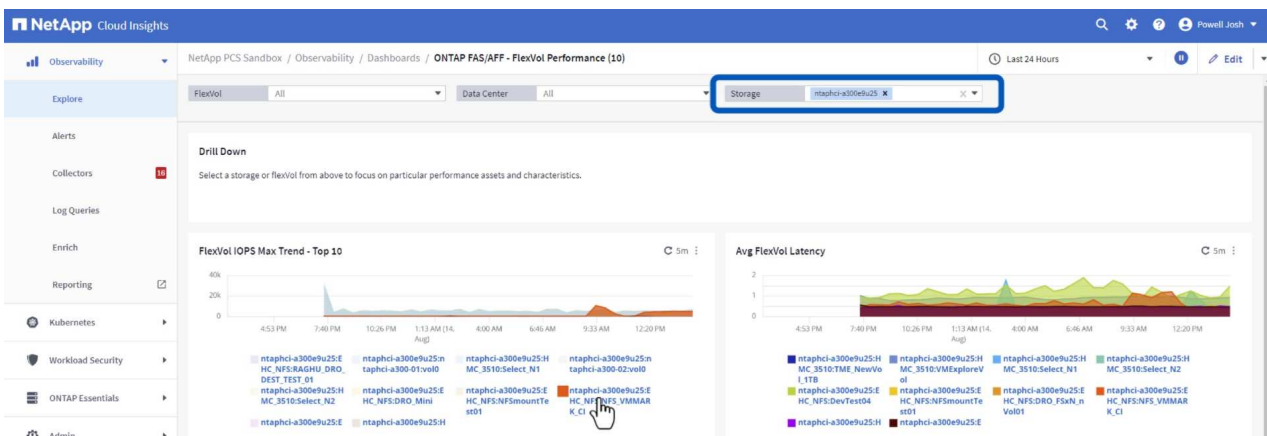 NetApp Cloud Insights
Powell Josh
Observability
NetApp PCS Sandbox / Observability / Dashboards / ONTAP FAS/AFF - FlexVol Performance (10)
Last 24 Hours
Edit
Explore
FlexVol
All
Data Center
All
Storage
ntaphci-a300e9u25
Alerts
Drill Down
Collectors
16
Select a storage or flexVol from above to focus on particular performance assets and characteristics.
Log Queries
Enrich
Reporting
Kubernetes
Workload Security
ONTAP Essentials
Admin
FlexVol IOPS Max Trend - Top 10
5m
40k
20k
0
4:53 PM
7:40 PM
10:26 PM
1:13 AM (14.
Aug)
4:00 AM
6:46 AM
9:33 AM
12:20 PM
ntaphci-a300e9u25:E
HC_NFS:RAGHU_DRO_
DEST_TEST_01
ntaphci-a300e9u25:n
taphci-a300-01:vol0
ntaphci-a300e9u25:H
MC_3510:Select_N1
ntaphci-a300e9u25:n
taphci-a300-02:vol0
ntaphci-a300e9u25:H
MC_3510:Select_N2
ntaphci-a300e9u25:E
HC_NFS:DRO_Mini
ntaphci-a300e9u25:E
HC_NFS:NFSmountTe
st01
ntaphci-a300e9u25:E
HC_NFS:NFS_VMMAR
K_CI
ntaphci-a300e9u25:E
ntaphci-a300e9u25:H
Avg FlexVol Latency
5m
2
1
0
4:53 PM
7:40 PM
10:26 PM
1:13 AM (14.
Aug)
4:00 AM
6:46 AM
9:33 AM
12:20 PM
ntaphci-a300e9u25:H
MC_3510:TME_NewVo
l_1TB
ntaphci-a300e9u25:H
MC_3510:VMExploreV
ol
ntaphci-a300e9u25:H
MC_3510:Select_N1
ntaphci-a300e9u25:H
MC_3510:Select_N2
ntaphci-a300e9u25:E
HC_NFS:DevTest04
ntaphci-a300e9u25:E
HC_NFS:NFSmountTe
st01
ntaphci-a300e9u25:E
HC_NFS:DRO_FSxN_n
Vol01
ntaphci-a300e9u25:E
HC_NFS:NFS_VMMAR
K_CI
ntaphci-a300e9u25:H
ntaphci-a300e9u25:E